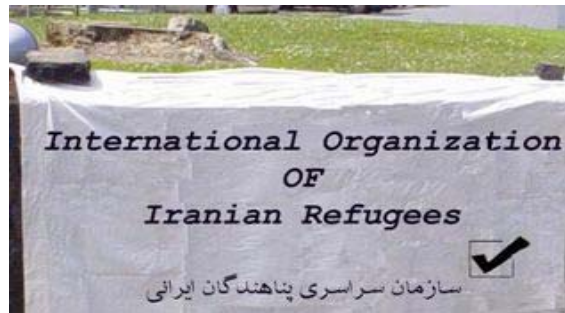 International Organization
OF
Iranian Refugees
سازمان سراسری پناهندگان ایرانی